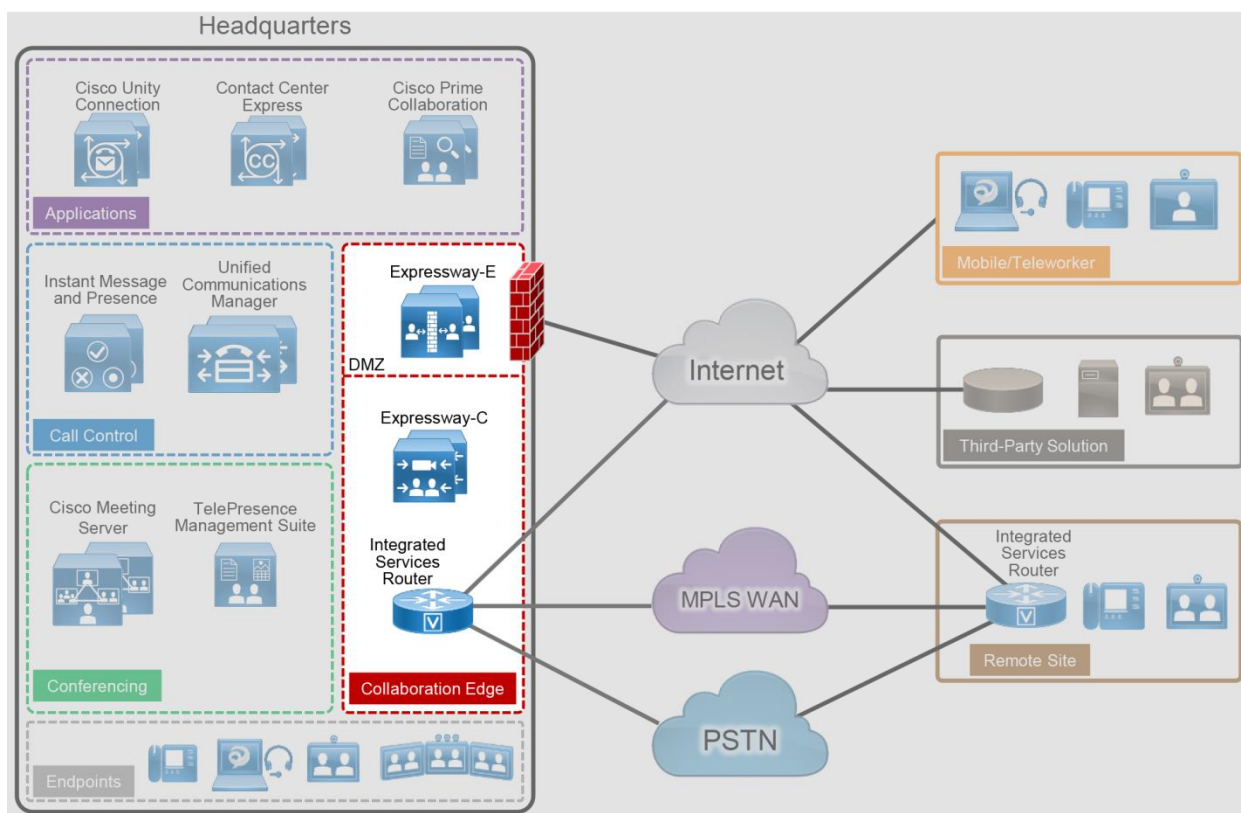 Headquarters
Cisco Unity
Connection
Contact Center
Express
CC
Cisco Prime
Collaboration
Applications
Instant Message
and Presence
Unified
Communications
Manager
Call Control
Expressway-E
DMZ
Expressway-C
Integrated
Services
Router
V
Collaboration Edge
Cisco Meeting
Server
TelePresence
Management Suite
Conferencing
Endpoints
Internet
MPLS WAN
PSTN
Mobile/Teleworker
Third-Party Solution
Integrated
Services
Router
V
Remote Site